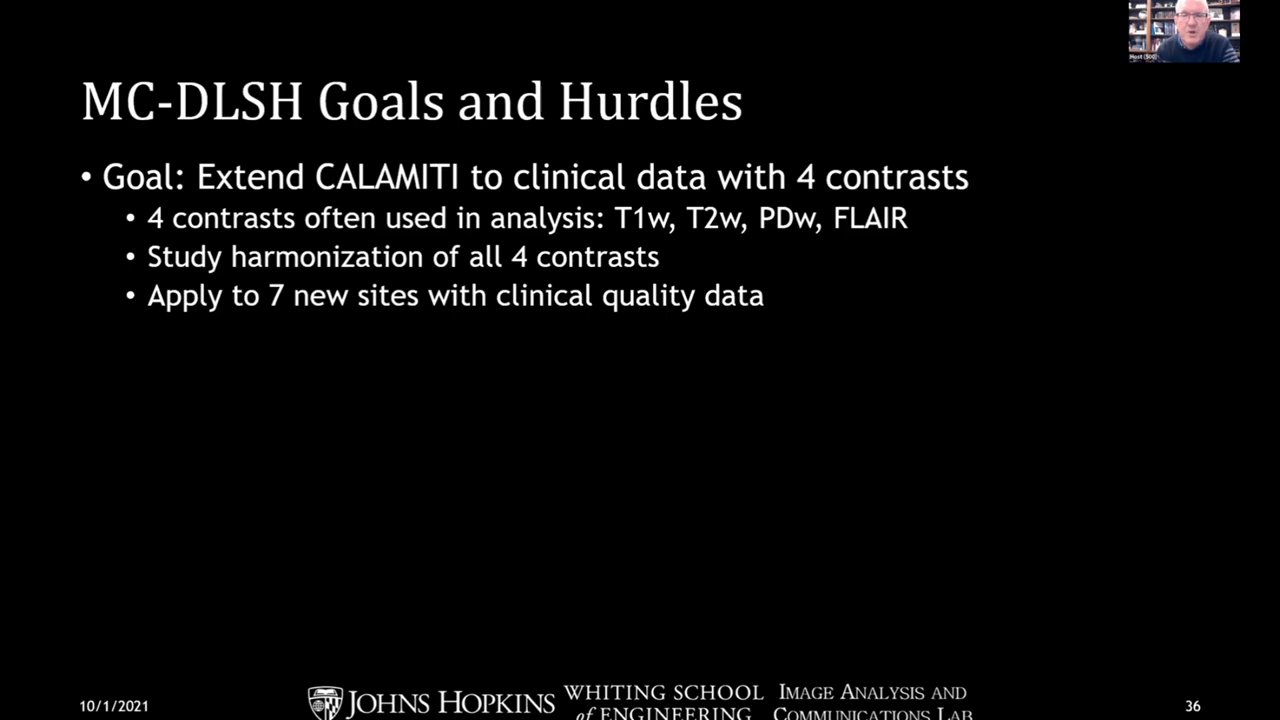 MC-DLSH Goals and Hurdles
• Goal: Extend CALAMITI to clinical data with 4 contrasts
• 4 contrasts often used in analysis: T1w, T2w, PDw, FLAIR
• Study harmonization of all 4 contrasts
• Apply to 7 new sites with clinical quality data
10/1/2021
JOHNS HOPKINS
WHITING SCHOOL
of ENGINEERING
IMAGE ANALYSIS AND
COMMUNICATIONS LAB
36